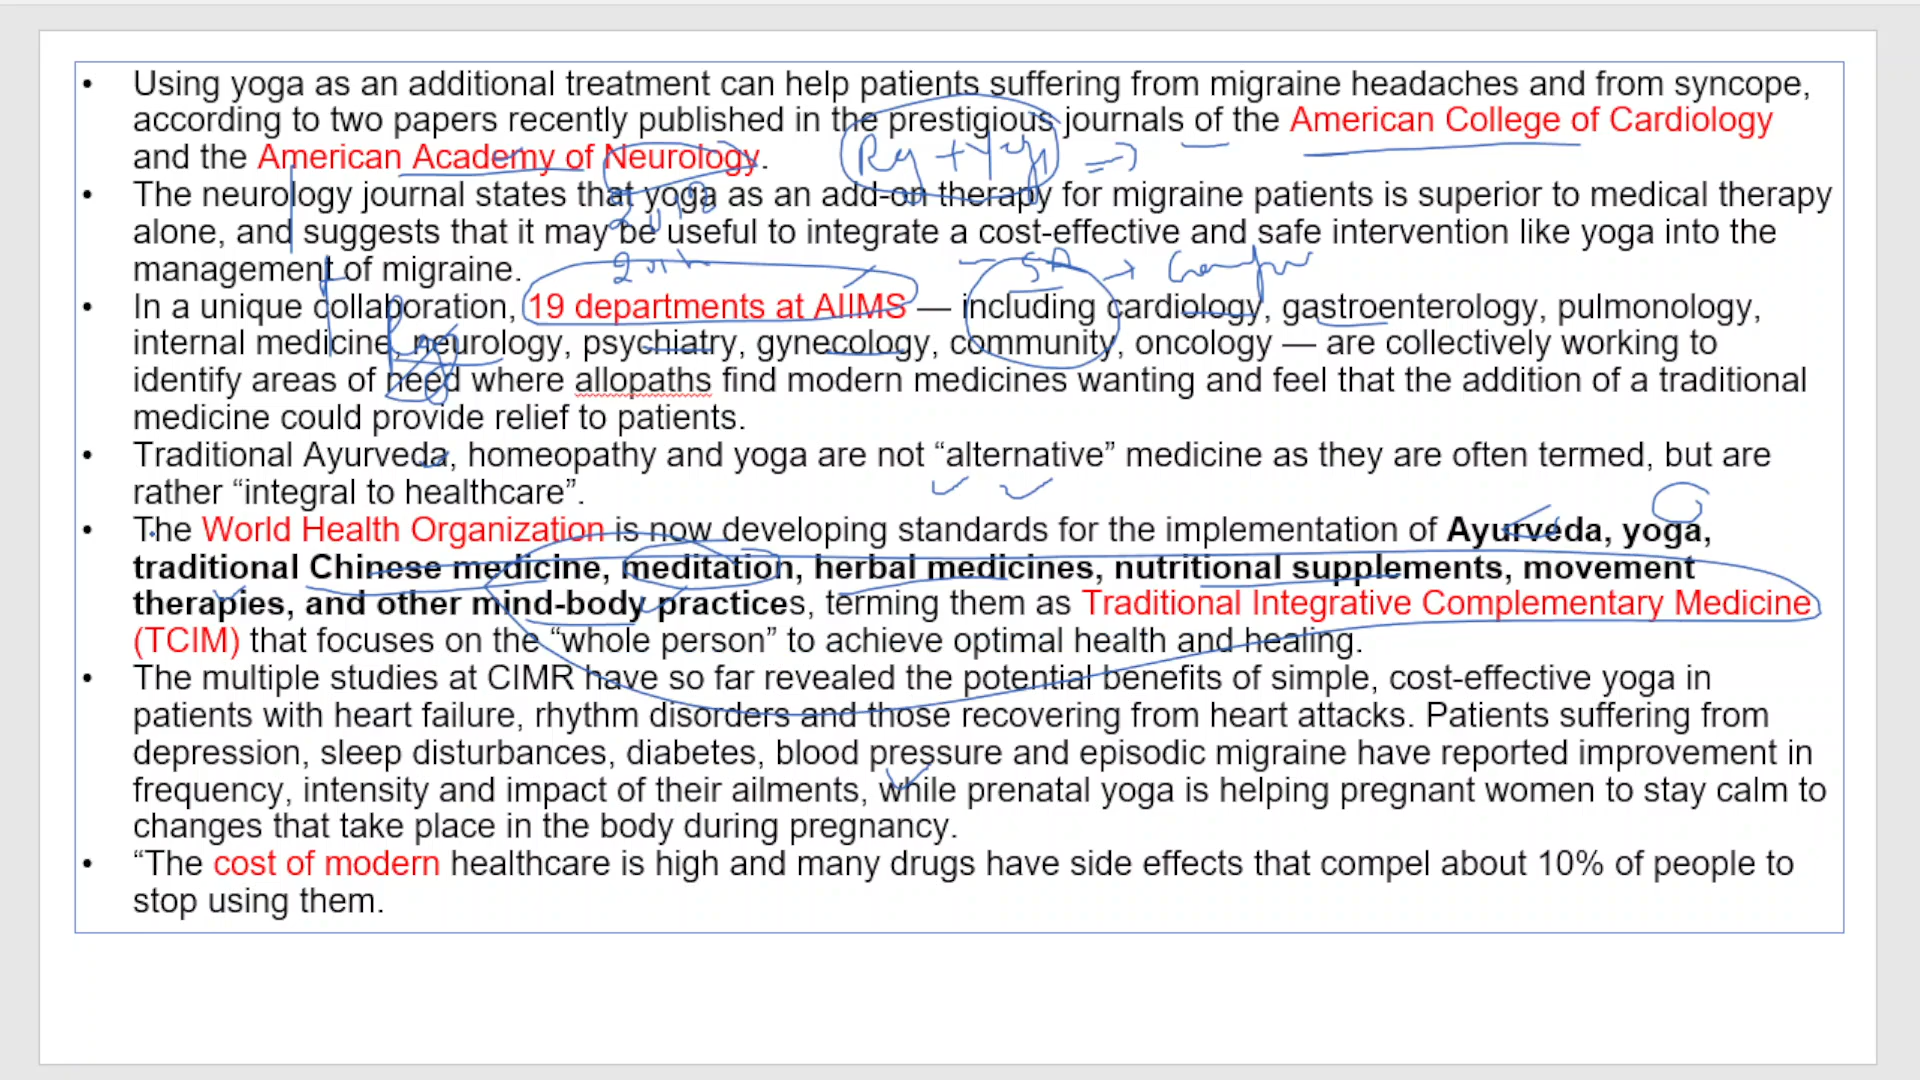 • Using yoga as an additional treatment can help patients suffering from migraine headaches and from syncope,
according to two papers recently published in the prestigious journals of the American College of Cardiology
and the American Academy of Neurology.
• The neurology journal states that yoga as an add-on therapy for migraine patients is superior to medical therapy
alone, and suggests that it may be useful to integrate a cost-effective and safe intervention like yoga into the
management of migraine.
• In a unique collaboration, 19 departments at AIIMS — including cardiology, gastroenterology, pulmonology,
internal medicine, neurology, psychiatry, gynecology, community, oncology — are collectively working to
identify areas of need where allopaths find modern medicines wanting and feel that the addition of a traditional
medicine could provide relief to patients.
• Traditional Ayurveda, homeopathy and yoga are not “alternative” medicine as they are often termed, but are
rather “integral to healthcare”.
• The World Health Organization is now developing standards for the implementation of Ayurveda, yoga,
traditional Chinese medicine, meditation, herbal medicines, nutritional supplements, movement
therapies, and other mind-body practices, terming them as Traditional Integrative Complementary Medicine
(TCIM) that focuses on the “whole person” to achieve optimal health and healing.
• The multiple studies at CIMR have so far revealed the potential benefits of simple, cost-effective yoga in
patients with heart failure, rhythm disorders and those recovering from heart attacks. Patients suffering from
depression, sleep disturbances, diabetes, blood pressure and episodic migraine have reported improvement in
frequency, intensity and impact of their ailments, while prenatal yoga is helping pregnant women to stay calm to
changes that take place in the body during pregnancy.
• “The cost of modern healthcare is high and many drugs have side effects that compel about 10% of people to
stop using them.